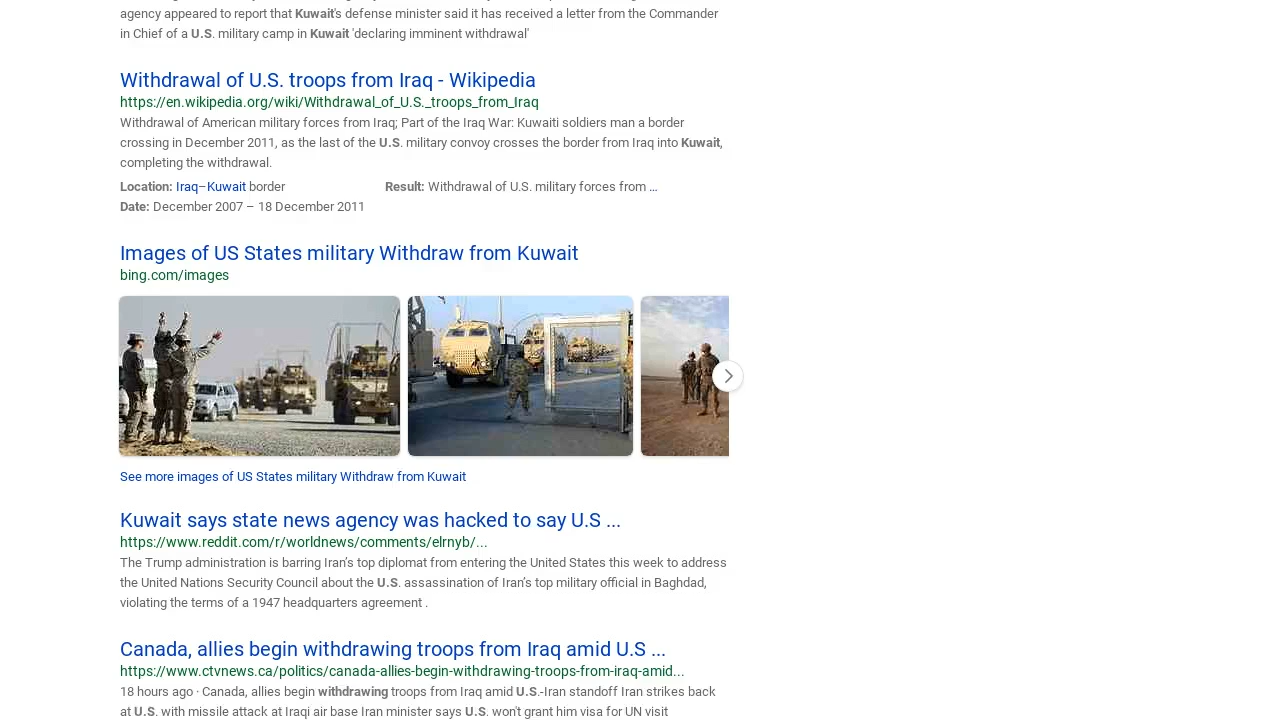 agency appeared to report that Kuwait's defense minister said it has received a letter from the Commander
in Chief of a U.S. military camp in Kuwait 'declaring imminent withdrawal'
Withdrawal of U.S. troops from Iraq - Wikipedia
https://en.wikipedia.org/wiki/Withdrawal_of_U.S._troops_from_Iraq
Withdrawal of American military forces from Iraq; Part of the Iraq War: Kuwaiti soldiers man a border
crossing in December 2011, as the last of the U.S. military convoy crosses the border from Iraq into Kuwait,
completing the withdrawal.
Location: Iraq–Kuwait border Result: Withdrawal of U.S. military forces from ...
Date: December 2007 – 18 December 2011
Images of US States military Withdraw from Kuwait
bing.com/images
See more images of US States military Withdraw from Kuwait
Kuwait says state news agency was hacked to say U.S ...
https://www.reddit.com/r/worldnews/comments/elrnyb/...
The Trump administration is barring Iran’s top diplomat from entering the United States this week to address
the United Nations Security Council about the U.S. assassination of Iran’s top military official in Baghdad,
violating the terms of a 1947 headquarters agreement .
Canada, allies begin withdrawing troops from Iraq amid U.S ...
https://www.ctvnews.ca/politics/canada-allies-begin-withdrawing-troops-from-iraq-amid...
18 hours ago · Canada, allies begin withdrawing troops from Iraq amid U.S.-Iran standoff Iran strikes back
at U.S. with missile attack at Iraqi air base Iran minister says U.S. won't grant him visa for UN visit